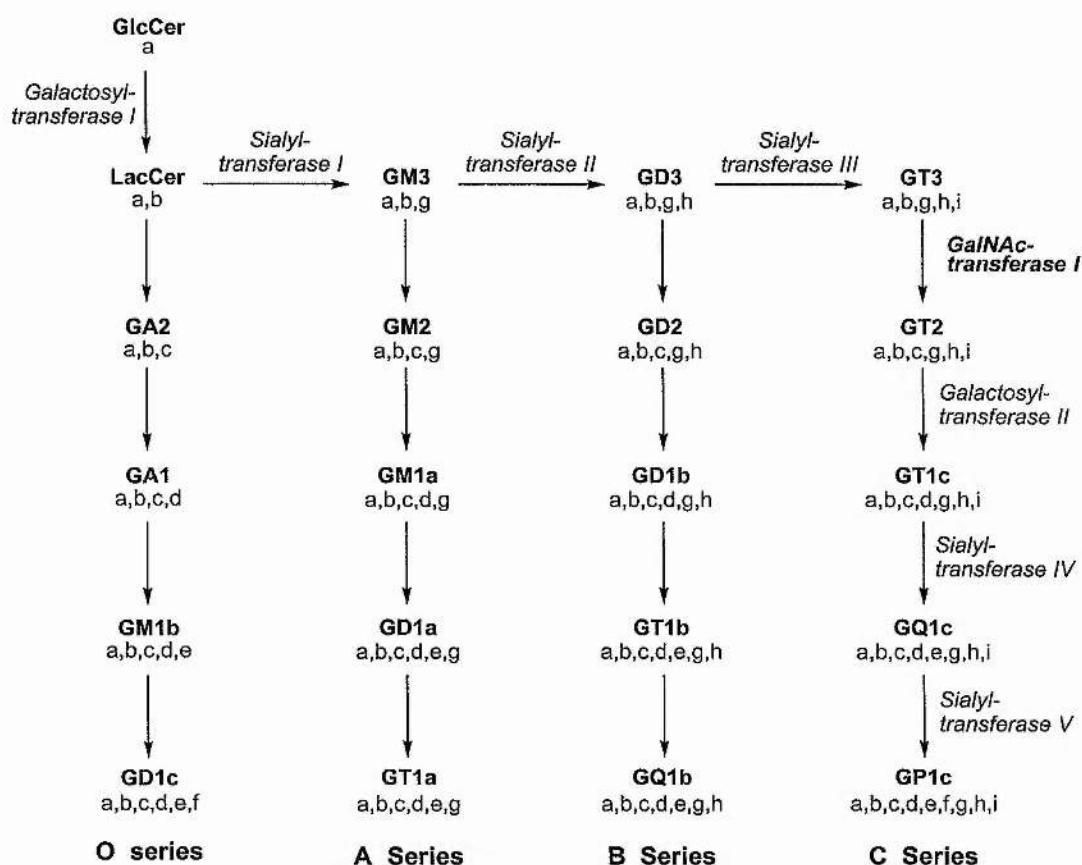 GlcCer
a
Galactosyl-
transferase I
Sialyl-
transferase I
Sialyl-
transferase II
Sialyl-
transferase III
LacCer
a,b
GM3
a,b,g
GD3
a,b,g,h
GT3
a,b,g,h,i
GalNAc-
transferase I
GA2
a,b,c
GM2
a,b,c,g
GD2
a,b,c,g,h
GT2
a,b,c,g,h,i
Galactosyl-
transferase II
GA1
a,b,c,d
GM1a
a,b,c,d,g
GD1b
a,b,c,d,g,h
GT1c
a,b,c,d,g,h,i
Sialyl-
transferase IV
GM1b
a,b,c,d,e
GD1a
a,b,c,d,e,g
GT1b
a,b,c,d,e,g,h
GQ1c
a,b,c,d,e,g,h,i
Sialyl-
transferase V
GD1c
a,b,c,d,e,f
GT1a
a,b,c,d,e,g
GQ1b
a,b,c,d,e,g,h
GP1c
a,b,c,d,e,f,g,h,i
O series
A Series
B Series
C Series